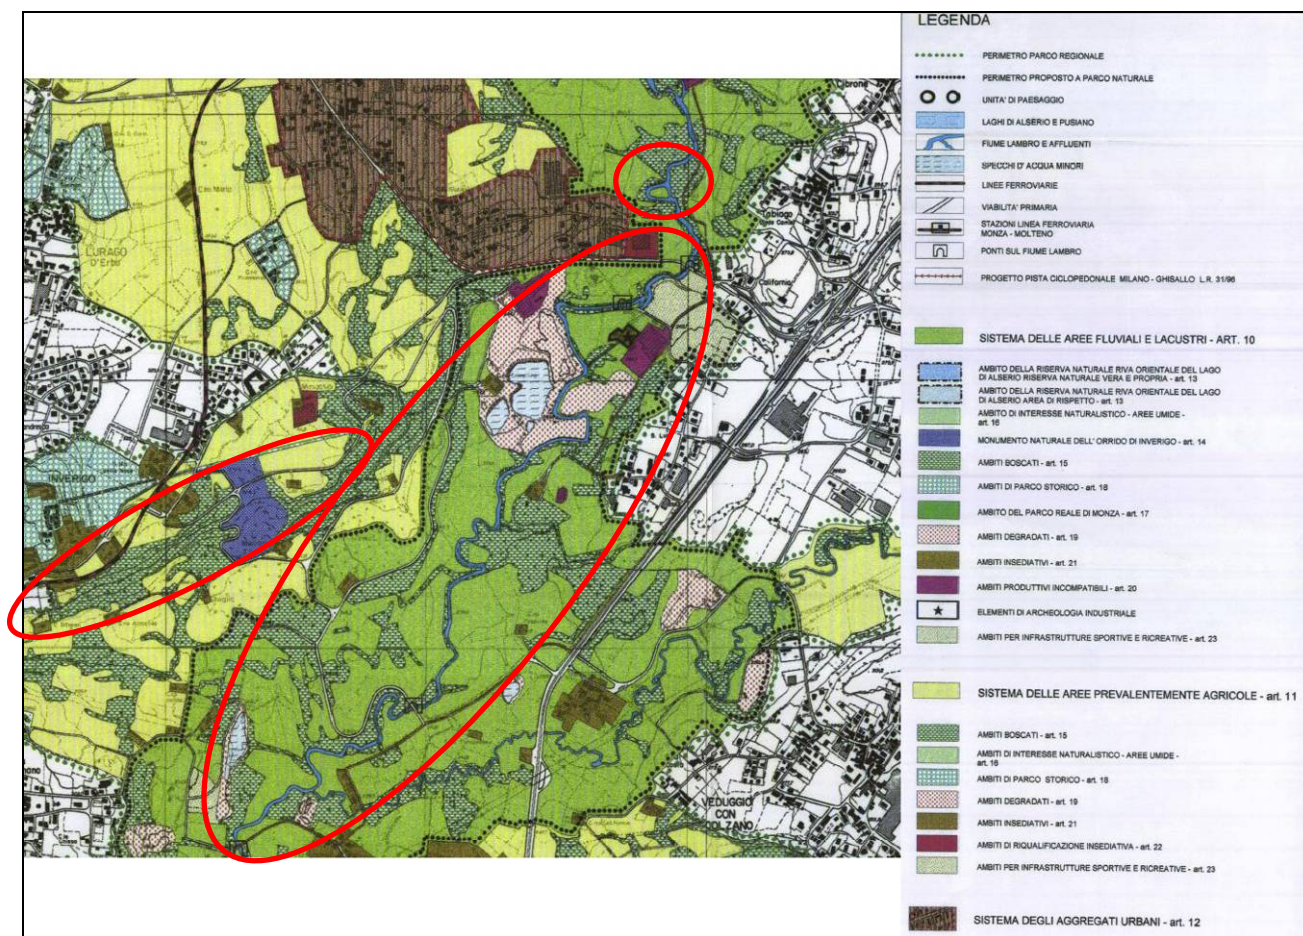 LEGENDA
PERIMETRO PARCO REGIONALE
PERIMETRO PROPOSTO A PARCO NATURALE
UNITA' DI PAESAGGIO
LAGHI DI ALSERIO E PUSIANO
FIUME LAMBRO E AFFLUENTI
SPECCHI D' ACQUA MINORI
LINEE FERROVIARIE
VIABILITA' PRIMARIA
STAZIONI LINEA FERROVIARIA
MONZA - MOLTENO
PONTI SUL FIUME LAMBRO
PROGETTO PISTA CICLOPEDONALE MILANO - GHISALLO L.R. 31/96
SISTEMA DELLE AREE FLUVIALI E LACUSTRI - ART. 10
AMBITO DELLA RISERVA NATURALE RIVA ORIENTALE DEL LAGO
DI ALSERIO RISERVA NATURALE VERA E PROPRIA - art. 13
AMBITO DELLA RISERVA NATURALE RIVA ORIENTALE DEL LAGO
DI ALSERIO AREA DI RISPETTO - art. 13
AMBITO DI INTERESSE NATURALISTICO - AREE UMIDE -
art. 16
MONUMENTO NATURALE DELL' ORRIDO DI INVERIGO - art. 14
AMBITI BOSCATI - art. 15
AMBITI DI PARCO STORICO - art. 18
AMBITO DEL PARCO REALE DI MONZA - art. 17
AMBITI DEGRADATI - art. 19
AMBITI INSEDIATIVI - art. 21
AMBITI PRODUTTIVI INCOMPATIBILI - art. 20
ELEMENTI DI ARCHEOLOGIA INDUSTRIALE
AMBITI PER INFRASTRUTTURE SPORTIVE E RICREATIVE - art. 23
SISTEMA DELLE AREE PREVALENTEMENTE AGRICOLE - art. 11
AMBITI BOSCATI - art. 15
AMBITI DI INTERESSE NATURALISTICO - AREE UMIDE -
art. 16
AMBITI DI PARCO STORICO - art. 18
AMBITI DEGRADATI - art. 19
AMBITI INSEDIATIVI - art. 21
AMBITI DI RIQUALIFICAZIONE INSEDIATIVA - art. 22
AMBITI PER INFRASTRUTTURE SPORTIVE E RICREATIVE - art. 23
SISTEMA DEGLI AGGREGATI URBANI - art. 12
Cibrone
Tabiago
LURAGO
D'Erba
California
INVERIGO
VEDUGGIO
CON
COLZANO